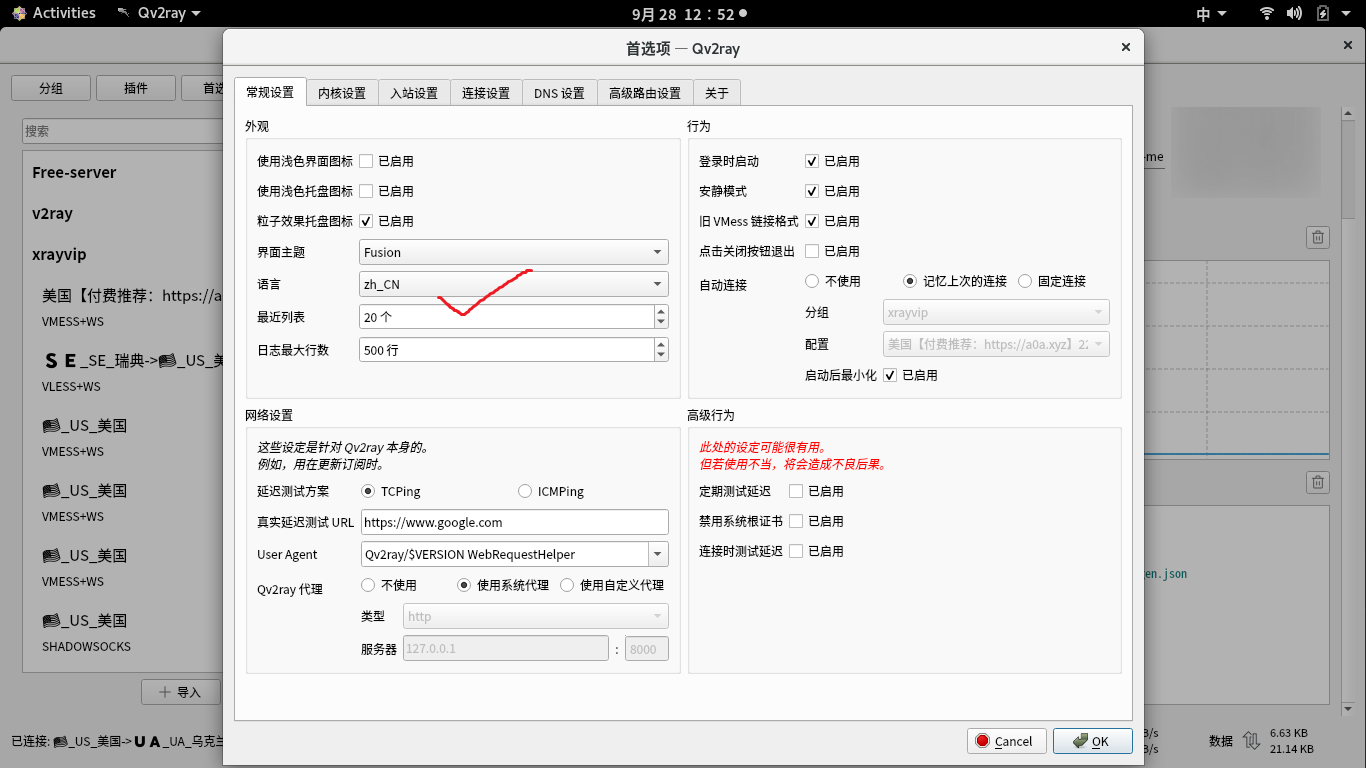 Activities Qv2ray 9月 28 12：52 中
首选项 — Qv2ray
分组 插件
搜索
Free-server
v2ray
xrayvip
美国【付费推荐：https://a
VMESS+WS
S E _SE_瑞典-> _US_
VLESS+WS
_US_美国
VMESS+WS
_US_美国
VMESS+WS
_US_美国
VMESS+WS
_US_美国
SHADOWSOCKS
导入
已连接: _US_美国-> U A _UA_乌克兰
常规设置 内核设置 入站设置 连接设置 DNS 设置 高级路由设置 关于
外观
使用浅色界面图标 已启用
使用浅色托盘图标 已启用
粒子效果托盘图标 已启用
界面主题 Fusion
语言 zh_CN
最近列表 20 个
日志最大行数 500 行
网络设置
这些设定是针对 Qv2ray 本身的。
例如，用在更新订阅时。
延迟测试方案 TCPing ICMPing
真实延迟测试 URL https://www.google.com
User Agent Qv2ray/$VERSION WebRequestHelper
Qv2ray 代理 不使用 使用系统代理 使用自定义代理
类型 http
服务器 127.0.0.1 : 8000
行为
登录时启动 已启用
安静模式 已启用
旧 VMess 链接格式 已启用
点击关闭按钮退出 已启用
自动连接 不使用 记忆上次的连接 固定连接
分组 xrayvip
配置 美国【付费推荐：https://a0a.xyz】2
启动后最小化 已启用
高级行为
此处的设定可能很有用。
但若使用不当，将会造成不良后果。
定期测试延迟 已启用
禁用系统根证书 已启用
连接时测试延迟 已启用
Cancel OK
-me
en.json
B/s
B/s
数据
6.63 KB
21.14 KB